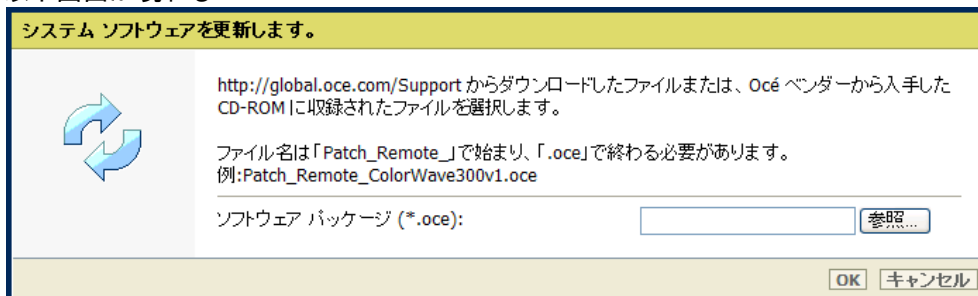 システム ソフトウェアを更新します。
http://global.oce.com/Support からダウンロードしたファイルまたは、Océ ベンダーから入手した
CD-ROM に収録されたファイルを選択します。
ファイル名は「Patch_Remote_」で始まり、「.oce」で終わる必要があります。
例:Patch_Remote_ColorWave300v1.oce
ソフトウェア パッケージ (*.oce):
参照...
OK キャンセル